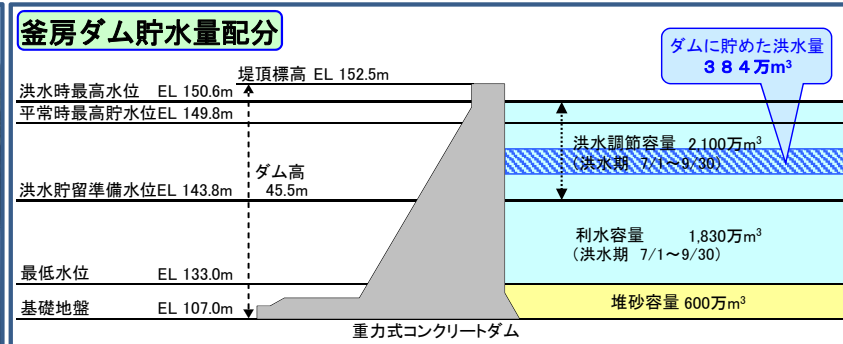 釜房ダム貯水量配分
ダムに貯めた洪水量
384万m³
堤頂標高 EL 152.5m
洪水時最高水位 EL 150.6m
平常時最高貯水位EL 149.8m
洪水調節容量 2,100万m³
(洪水期 7/1~9/30)
ダム高
45.5m
洪水貯留準備水位EL 143.8m
利水容量 1,830万m³
(洪水期 7/1~9/30)
最低水位 EL 133.0m
堆砂容量 600万m³
基礎地盤 EL 107.0m
重力式コンクリートダム